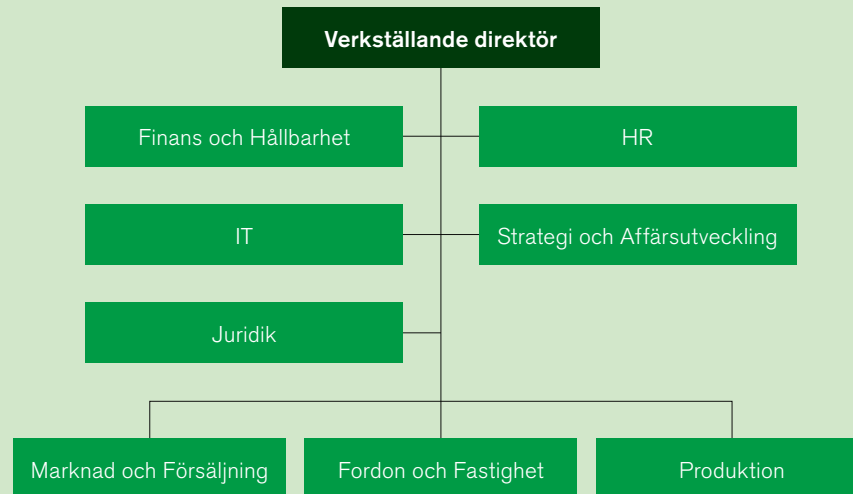 Verkställande direktör
Finans och Hållbarhet
HR
IT
Strategi och Affärsutveckling
Juridik
Marknad och Försäljning
Fordon och Fastighet
Produktion